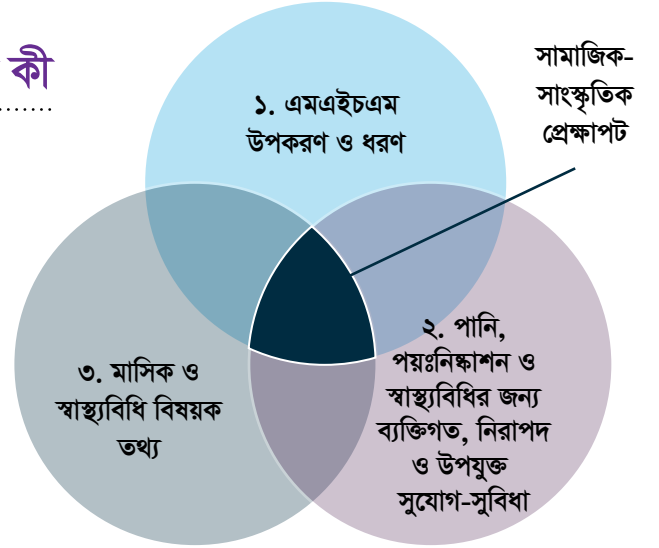 কী
১. এমএইচএম
উপকরণ ও ধরণ
সামাজিক-
সাংস্কৃতিক
প্রেক্ষাপট
২. পানি,
পয়ঃনিষ্কাশন ও
স্বাস্থ্যবিধির জন্য
ব্যক্তিগত, নিরাপদ
ও উপযুক্ত
সুযোগ-সুবিধা
৩. মাসিক ও
স্বাস্থ্যবিধি বিষয়ক
তথ্য